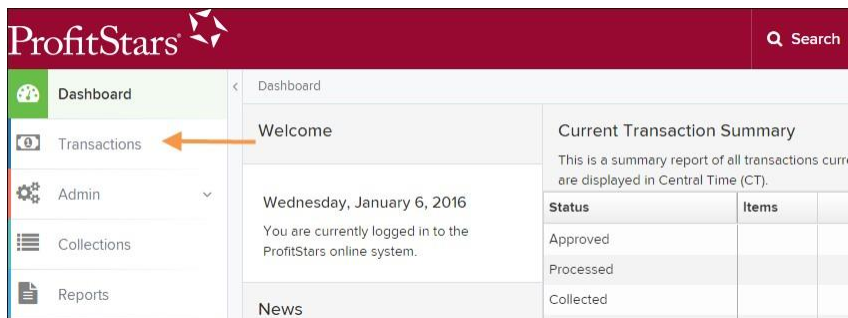 ProfitStars®
Search
Dashboard
Transactions
Admin
Collections
Reports
Dashboard
Welcome
Wednesday, January 6, 2016
You are currently logged in to the
ProfitStars online system.
News
Current Transaction Summary
This is a summary report of all transactions curre
are displayed in Central Time (CT).
Status Items
Approved
Processed
Collected